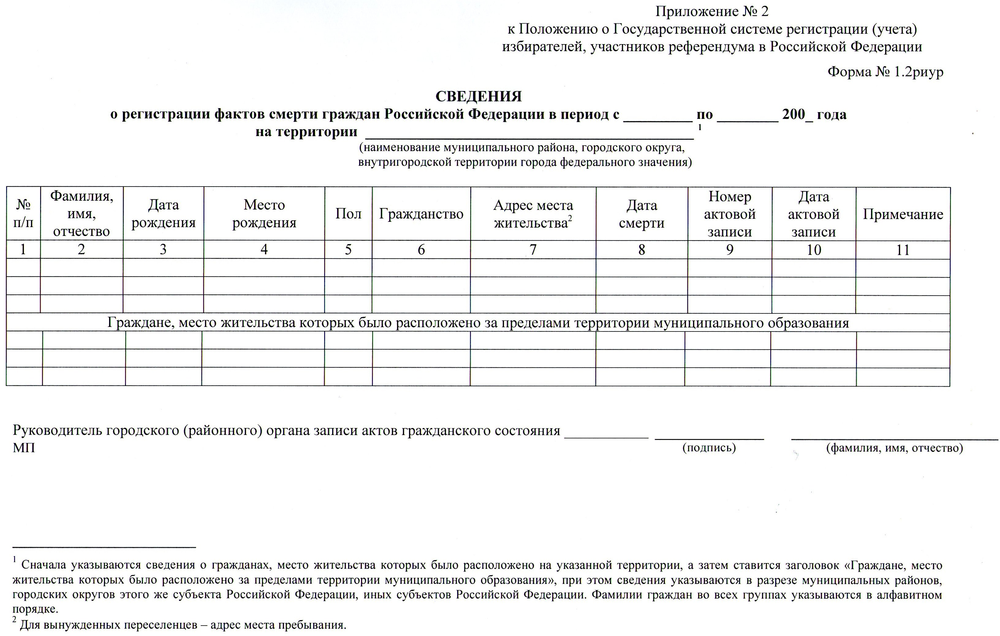 Приложение № 2
к Положению о Государственной системе регистрации (учета)
избирателей, участников референдума в Российской Федерации
Форма № 1.2риур
СВЕДЕНИЯ
о регистрации фактов смерти граждан Российской Федерации в период с _________ по ________ 200_ года
на территории ____________________ 1
(наименование муниципального района, городского округа,
внутригородской территории города федерального значения)
№ п/п Фамилия, имя, отчество Дата рождения Место рождения Пол Гражданство Адрес места жительства2 Дата смерти Номер актовой записи Дата актовой записи Примечание
1 2 3 4 5 6 7 8 9 10 11
Граждане, место жительства которых было расположено за пределами территории муниципального образования
Руководитель городского (районного) органа записи актов гражданского состояния ___________ ______________ __________________________
МП (подпись) (фамилия, имя, отчество)
1 Сначала указываются сведения о гражданах, место жительства которых было расположено на указанной территории, а затем ставится заголовок «Граждане, место
жительства которых было расположено за пределами территории муниципального образования», при этом сведения указываются в разрезе муниципальных районов,
городских округов этого же субъекта Российской Федерации, иных субъектов Российской Федерации. Фамилии граждан во всех группах указываются в алфавитном
порядке.
2 Для вынужденных переселенцев – адрес места пребывания.